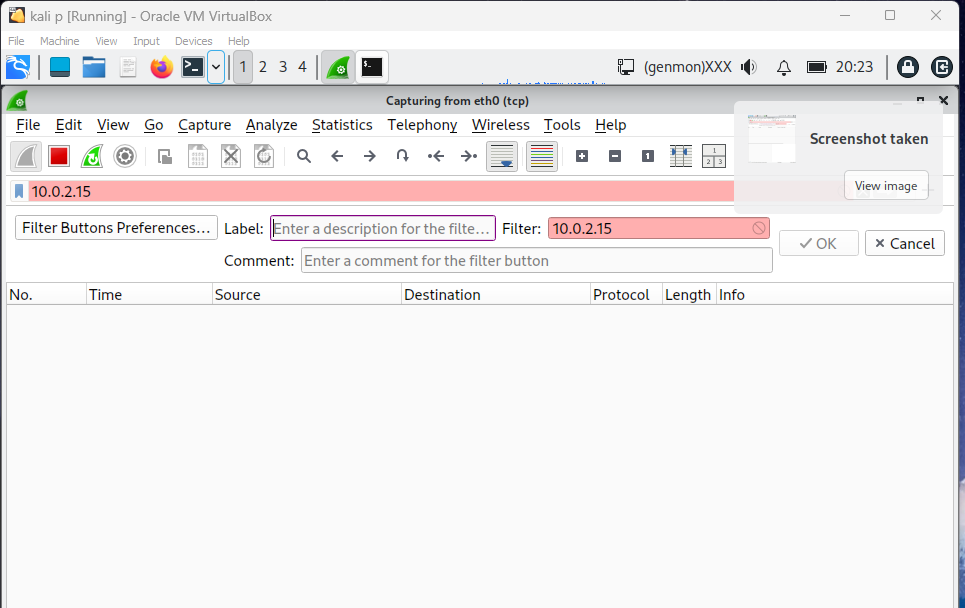 kali p [Running] - Oracle VM VirtualBox
File Machine View Input Devices Help
1 2 3 4 (genmon)XXX 20:23
Capturing from eth0 (tcp)
File Edit View Go Capture Analyze Statistics Telephony Wireless Tools Help
Screenshot taken
View image
10.0.2.15
Filter Buttons Preferences... Label: Enter a description for the filte... Filter: 10.0.2.15
OK Cancel
Comment: Enter a comment for the filter button
No. Time Source Destination Protocol Length Info